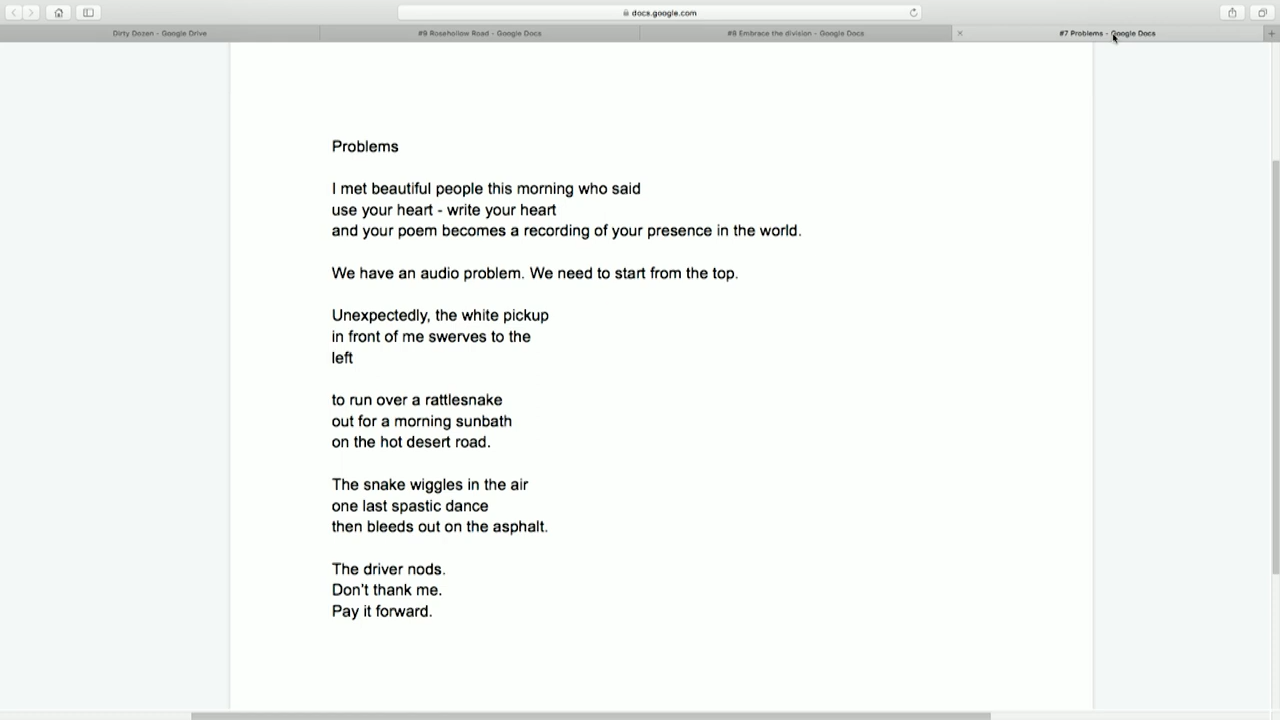 docs.google.com
Dirty Dozen - Google Drive
#9 Rosehollow Road - Google Docs
#8 Embrace the division - Google Docs
#7 Problems - Google Docs
Problems
I met beautiful people this morning who said
use your heart - write your heart
and your poem becomes a recording of your presence in the world.
We have an audio problem. We need to start from the top.
Unexpectedly, the white pickup
in front of me swerves to the
left
to run over a rattlesnake
out for a morning sunbath
on the hot desert road.
The snake wiggles in the air
one last spastic dance
then bleeds out on the asphalt.
The driver nods.
Don't thank me.
Pay it forward.